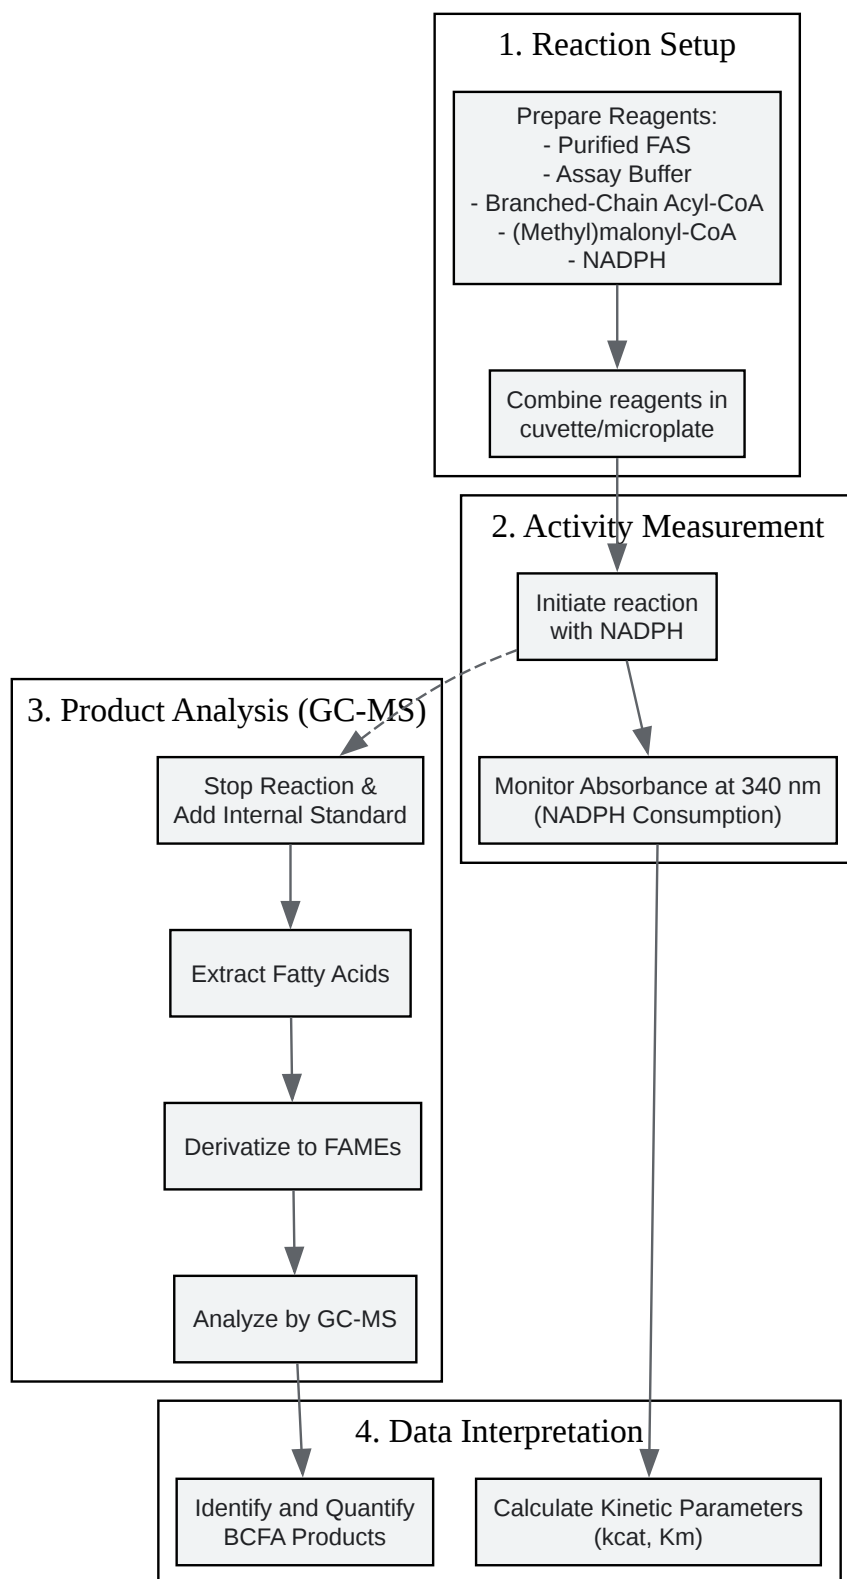 1. Reaction Setup
Prepare Reagents:
- Purified FAS
- Assay Buffer
- Branched-Chain Acyl-CoA
- (Methyl)malonyl-CoA
- NADPH
Combine reagents in
cuvette/microplate
2. Activity Measurement
Initiate reaction
with NADPH
Monitor Absorbance at 340 nm
(NADPH Consumption)
3. Product Analysis (GC-MS)
Stop Reaction &
Add Internal Standard
Extract Fatty Acids
Derivatize to FAMEs
Analyze by GC-MS
4. Data Interpretation
Identify and Quantify
BCFA Products
Calculate Kinetic Parameters
(kcat, Km)